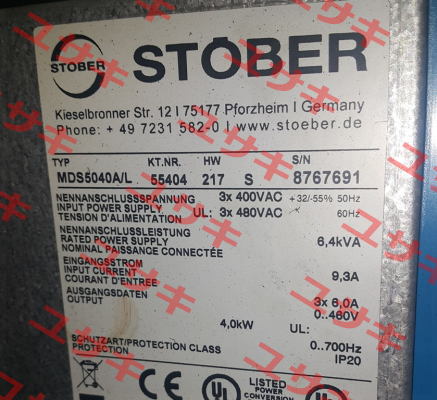 STOBER
STÖBER
Kieselbronner Str. 12 I 75177 Pforzheim I Germany
Phone: + 49 7231 582-0 I www.stoeber.de
TYP KT.NR. HW S/N
MDS5040A/L 55404 217 S 8767691
NENNANSCHLUSSSPANNUNG 3x 400VAC +32/-55% 50Hz
INPUT POWER SUPPLY UL: 3x 480VAC 60Hz
TENSION D'ALIMENTATION
NENNANSCHLUSSLEISTUNG
RATED POWER SUPPLY 6,4kVA
NOMINAL PAISSANCE CONNECTÉE
EINGANGSSTROM
INPUT CURRENT 9,3A
COURANT D'ENTRÉE
AUSGANGSDATEN 3x 6,0A
OUTPUT 0..460V
4,0kW UL:
0..700Hz
SCHUTZART/PROTECTION CLASS IP20
PROTECTION
CE
UL
LISTED
POWER
CONVERSION
ユサキ